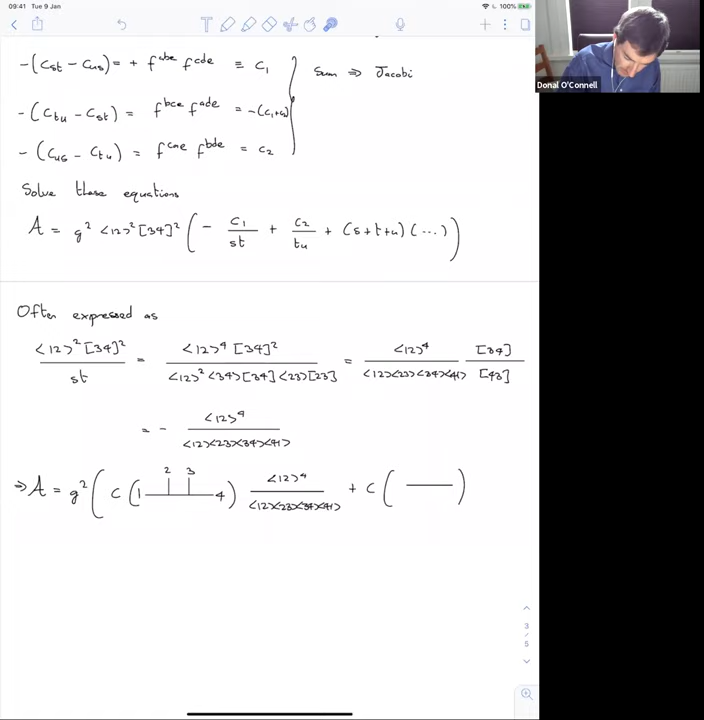 09:41 Tue 9 Jan
100%
-(C_st - C_us) = + f^abe f^cde ≡ C_1
Sum ⇒ Jacobi
-(C_tu - C_st) = f^bce f^ade = -(C_1+C_2)
-(C_us - C_tu) = f^cae f^bde = C_2
Solve these equations
A = g² <12>² [34]² ( - C_1/st + C_2/tu + (s+t+u)(...) )
Often expressed as
<12>² [34]² / st = <12>⁴ [34]² / <12>² <34>[34] <23>[23] = <12>⁴ / <12><23><34><41> [34] / [43]
= - <12>⁴ / <12><23><34><41>
⇒ A = g² ( C ( 1 2 3 4 ) <12>⁴ / <12><23><34><41> + C ( )
3
/
5
Donal O'Connell